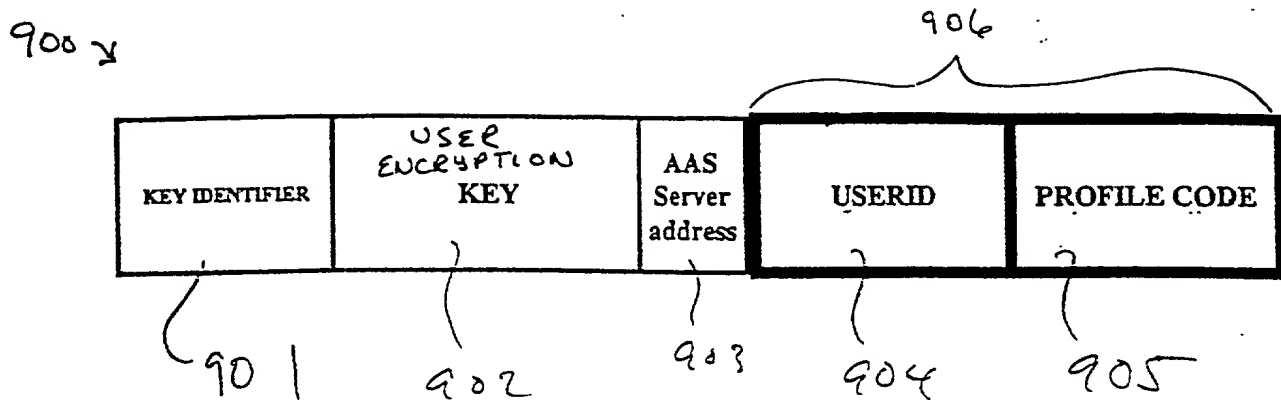 906
900
USER
ENCRYPTION
KEY IDENTIFIER
KEY
AAS
Server
address
USERID
PROFILE CODE
901
902
903
904
905